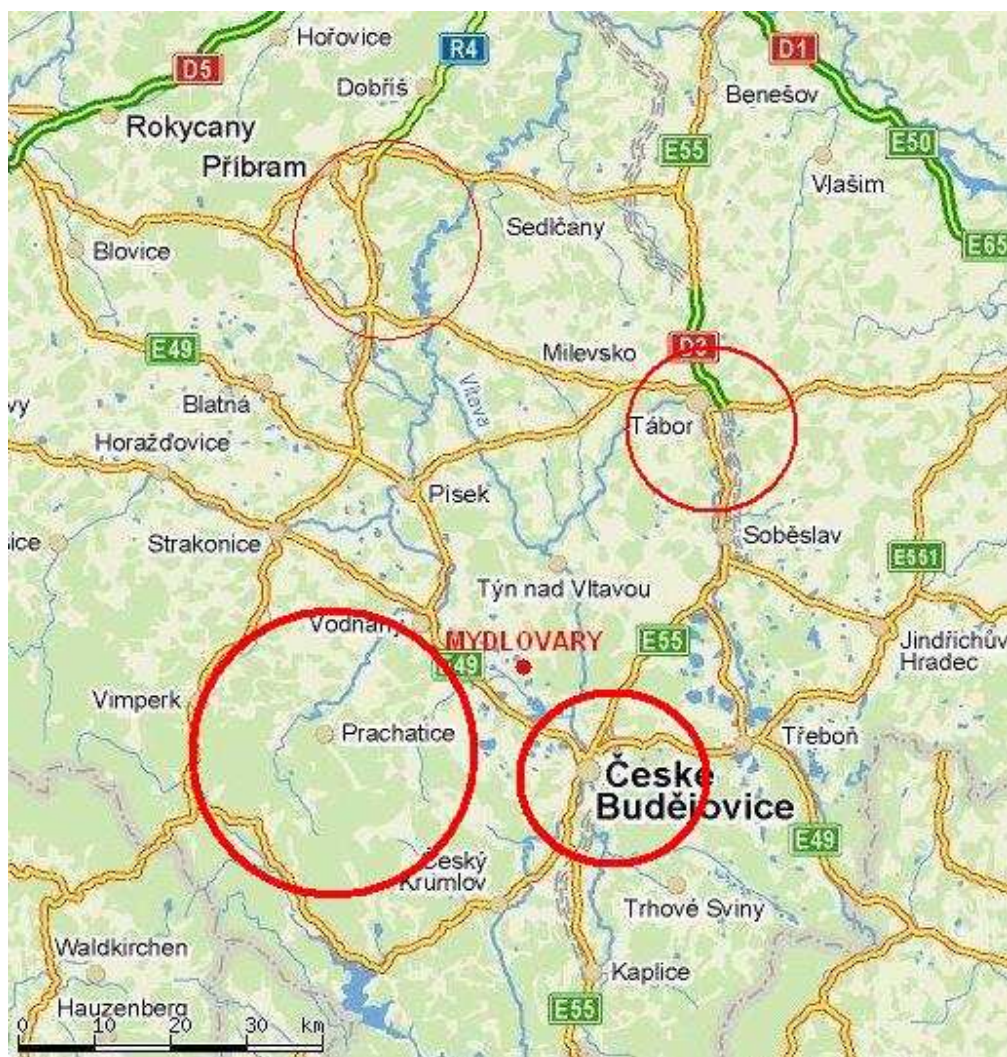 Hořovice
D5
R4
D1
Dobříš
Benešov
Rokycany
Příbram
E55
E50
Vlašim
Sedlčany
Blovice
E65
E49
Milevsko
D3
Vltava
Blatná
vy
Tábor
Horažďovice
Písek
Strakonice
Soběslav
šice
E551
Týn nad Vltavou
Vodňany
E55
MYDLOVARY
E49
Jindřichův
Hradec
Vimperk
Prachatice
Třeboň
České
Budějovice
E49
Český
Krumlov
Trhové Sviny
Waldkirchen
Kaplice
Hauzenberg
E55
0 10 20 30 km